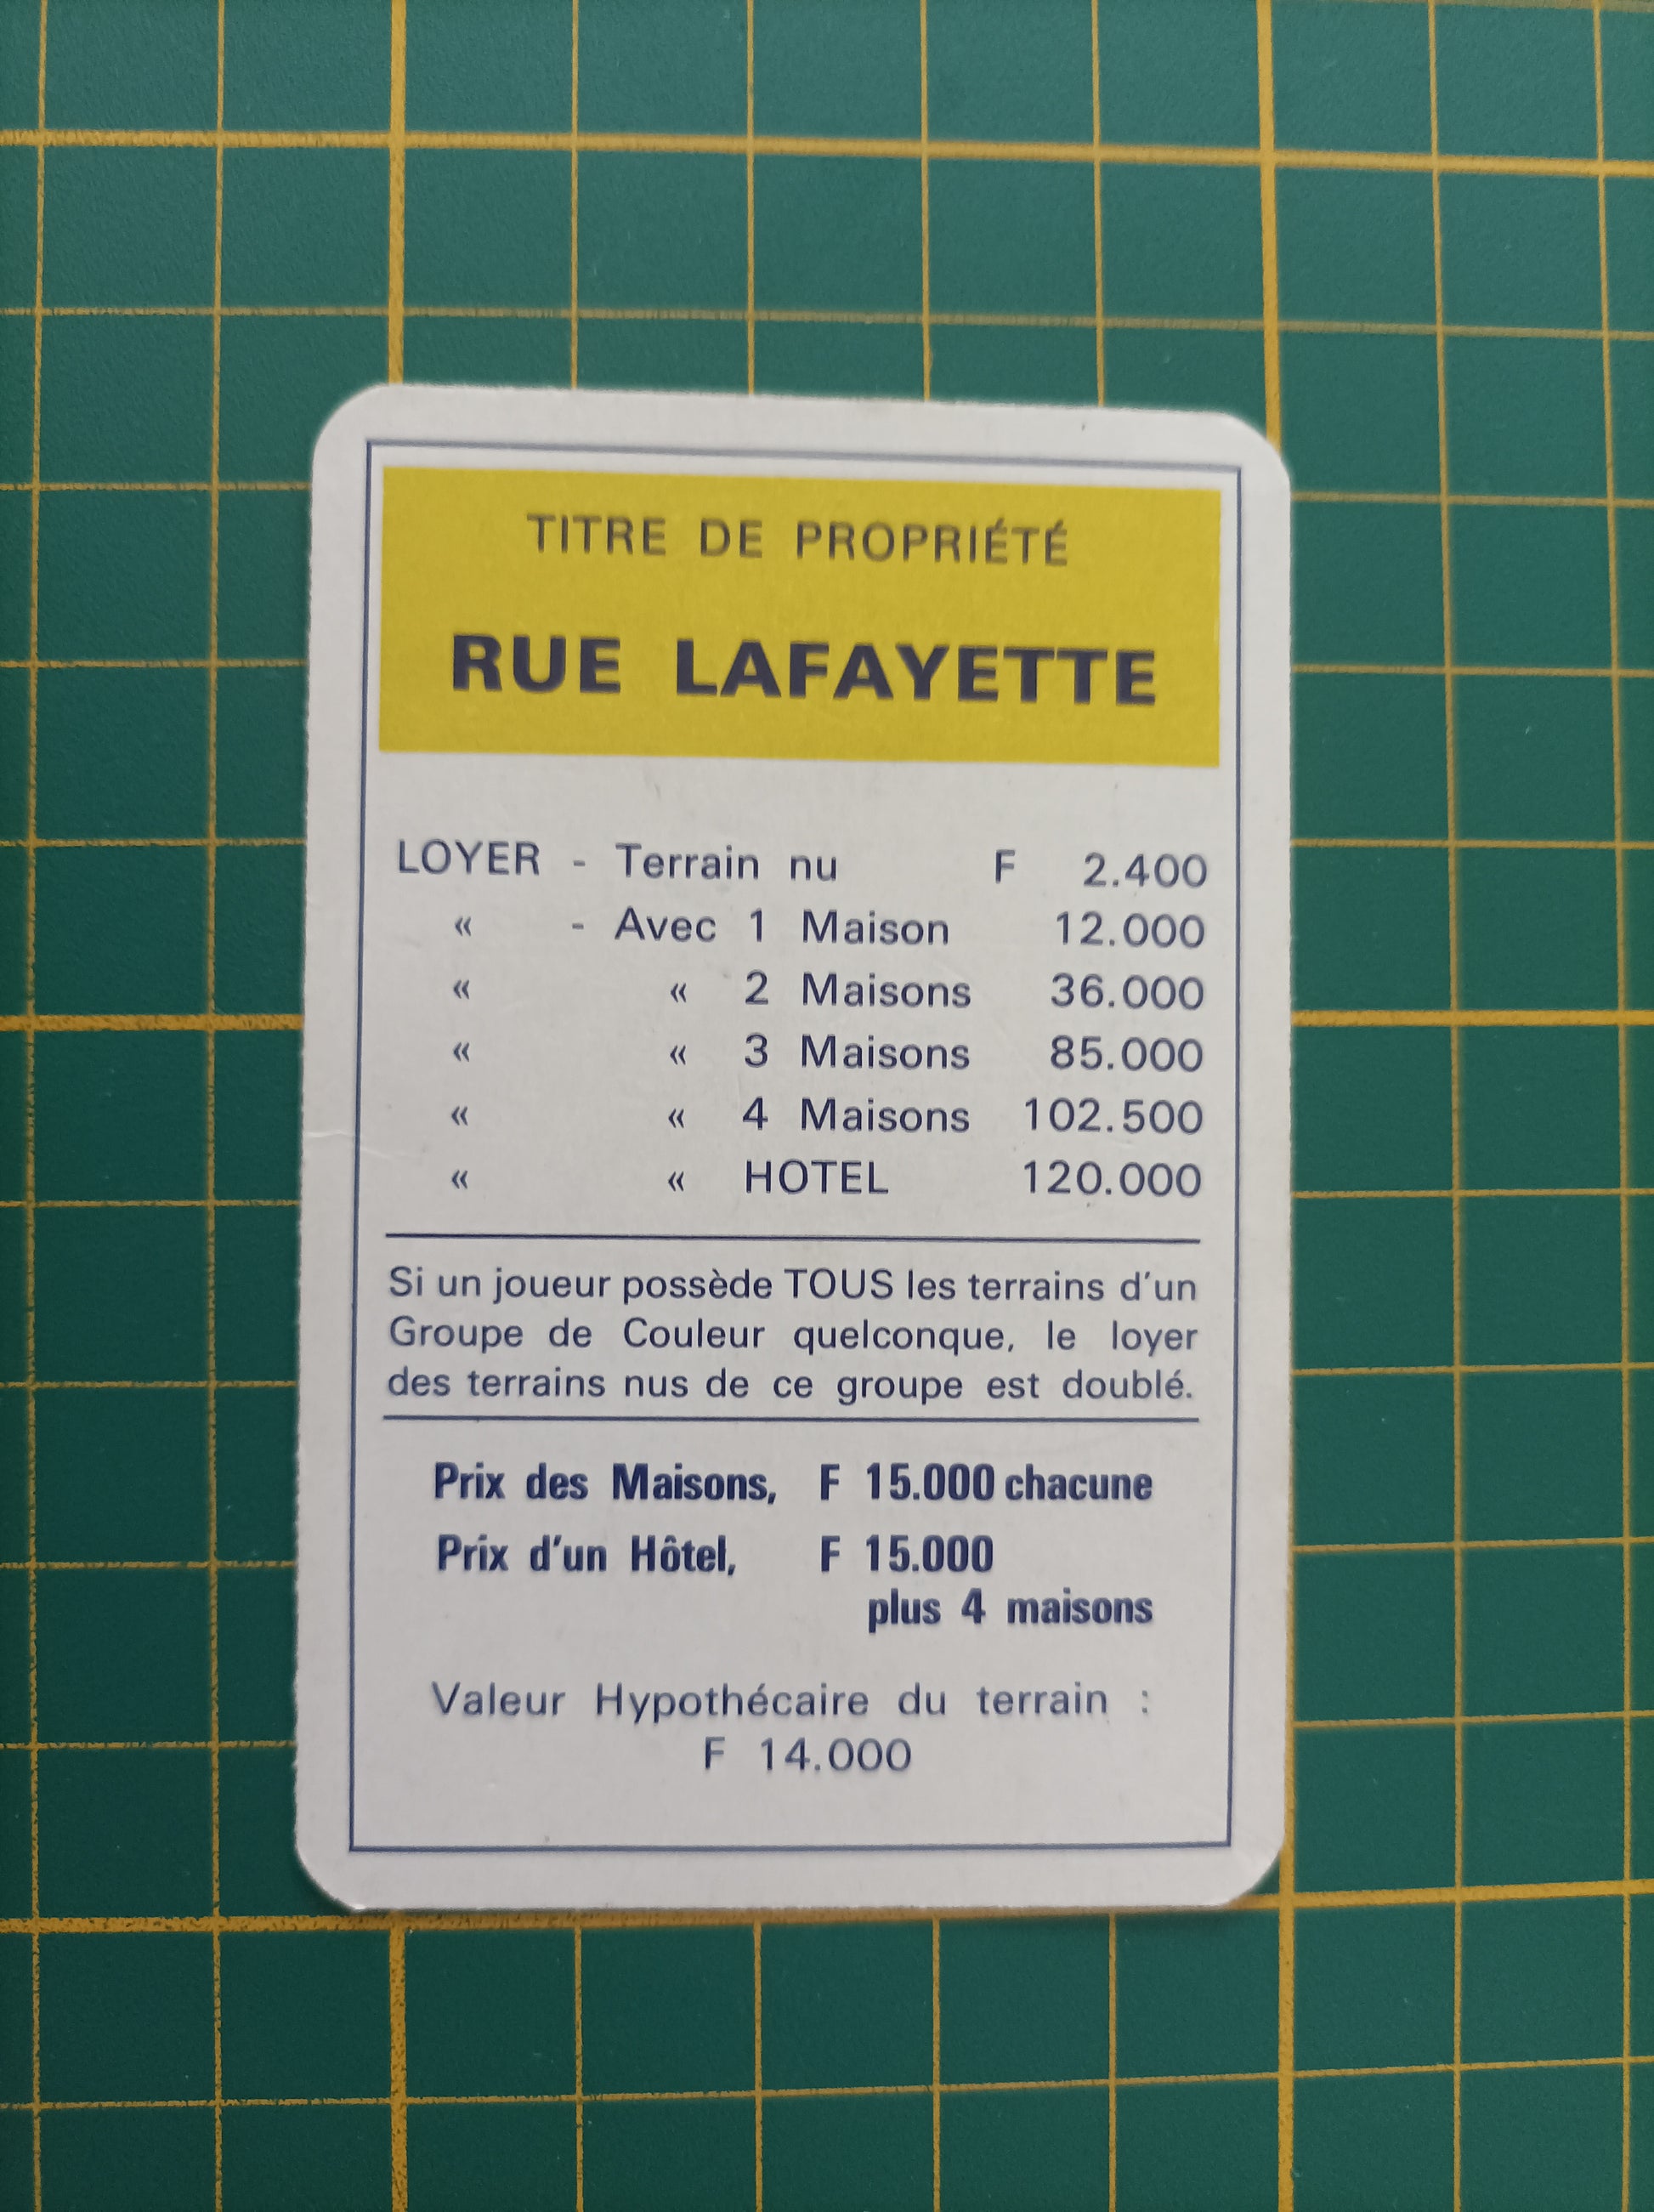 TITRE DE PROPRIÉTÉ
RUE LAFAYETTE
LOYER - Terrain nu F 2.400
« - Avec 1 Maison 12.000
« « 2 Maisons 36.000
« « 3 Maisons 85.000
« « 4 Maisons 102.500
« « HOTEL 120.000
Si un joueur possède TOUS les terrains d'un
Groupe de Couleur quelconque, le loyer
des terrains nus de ce groupe est doublé.
Prix des Maisons, F 15.000 chacune
Prix d'un Hôtel, F 15.000
plus 4 maisons
Valeur Hypothécaire du terrain :
F 14.000